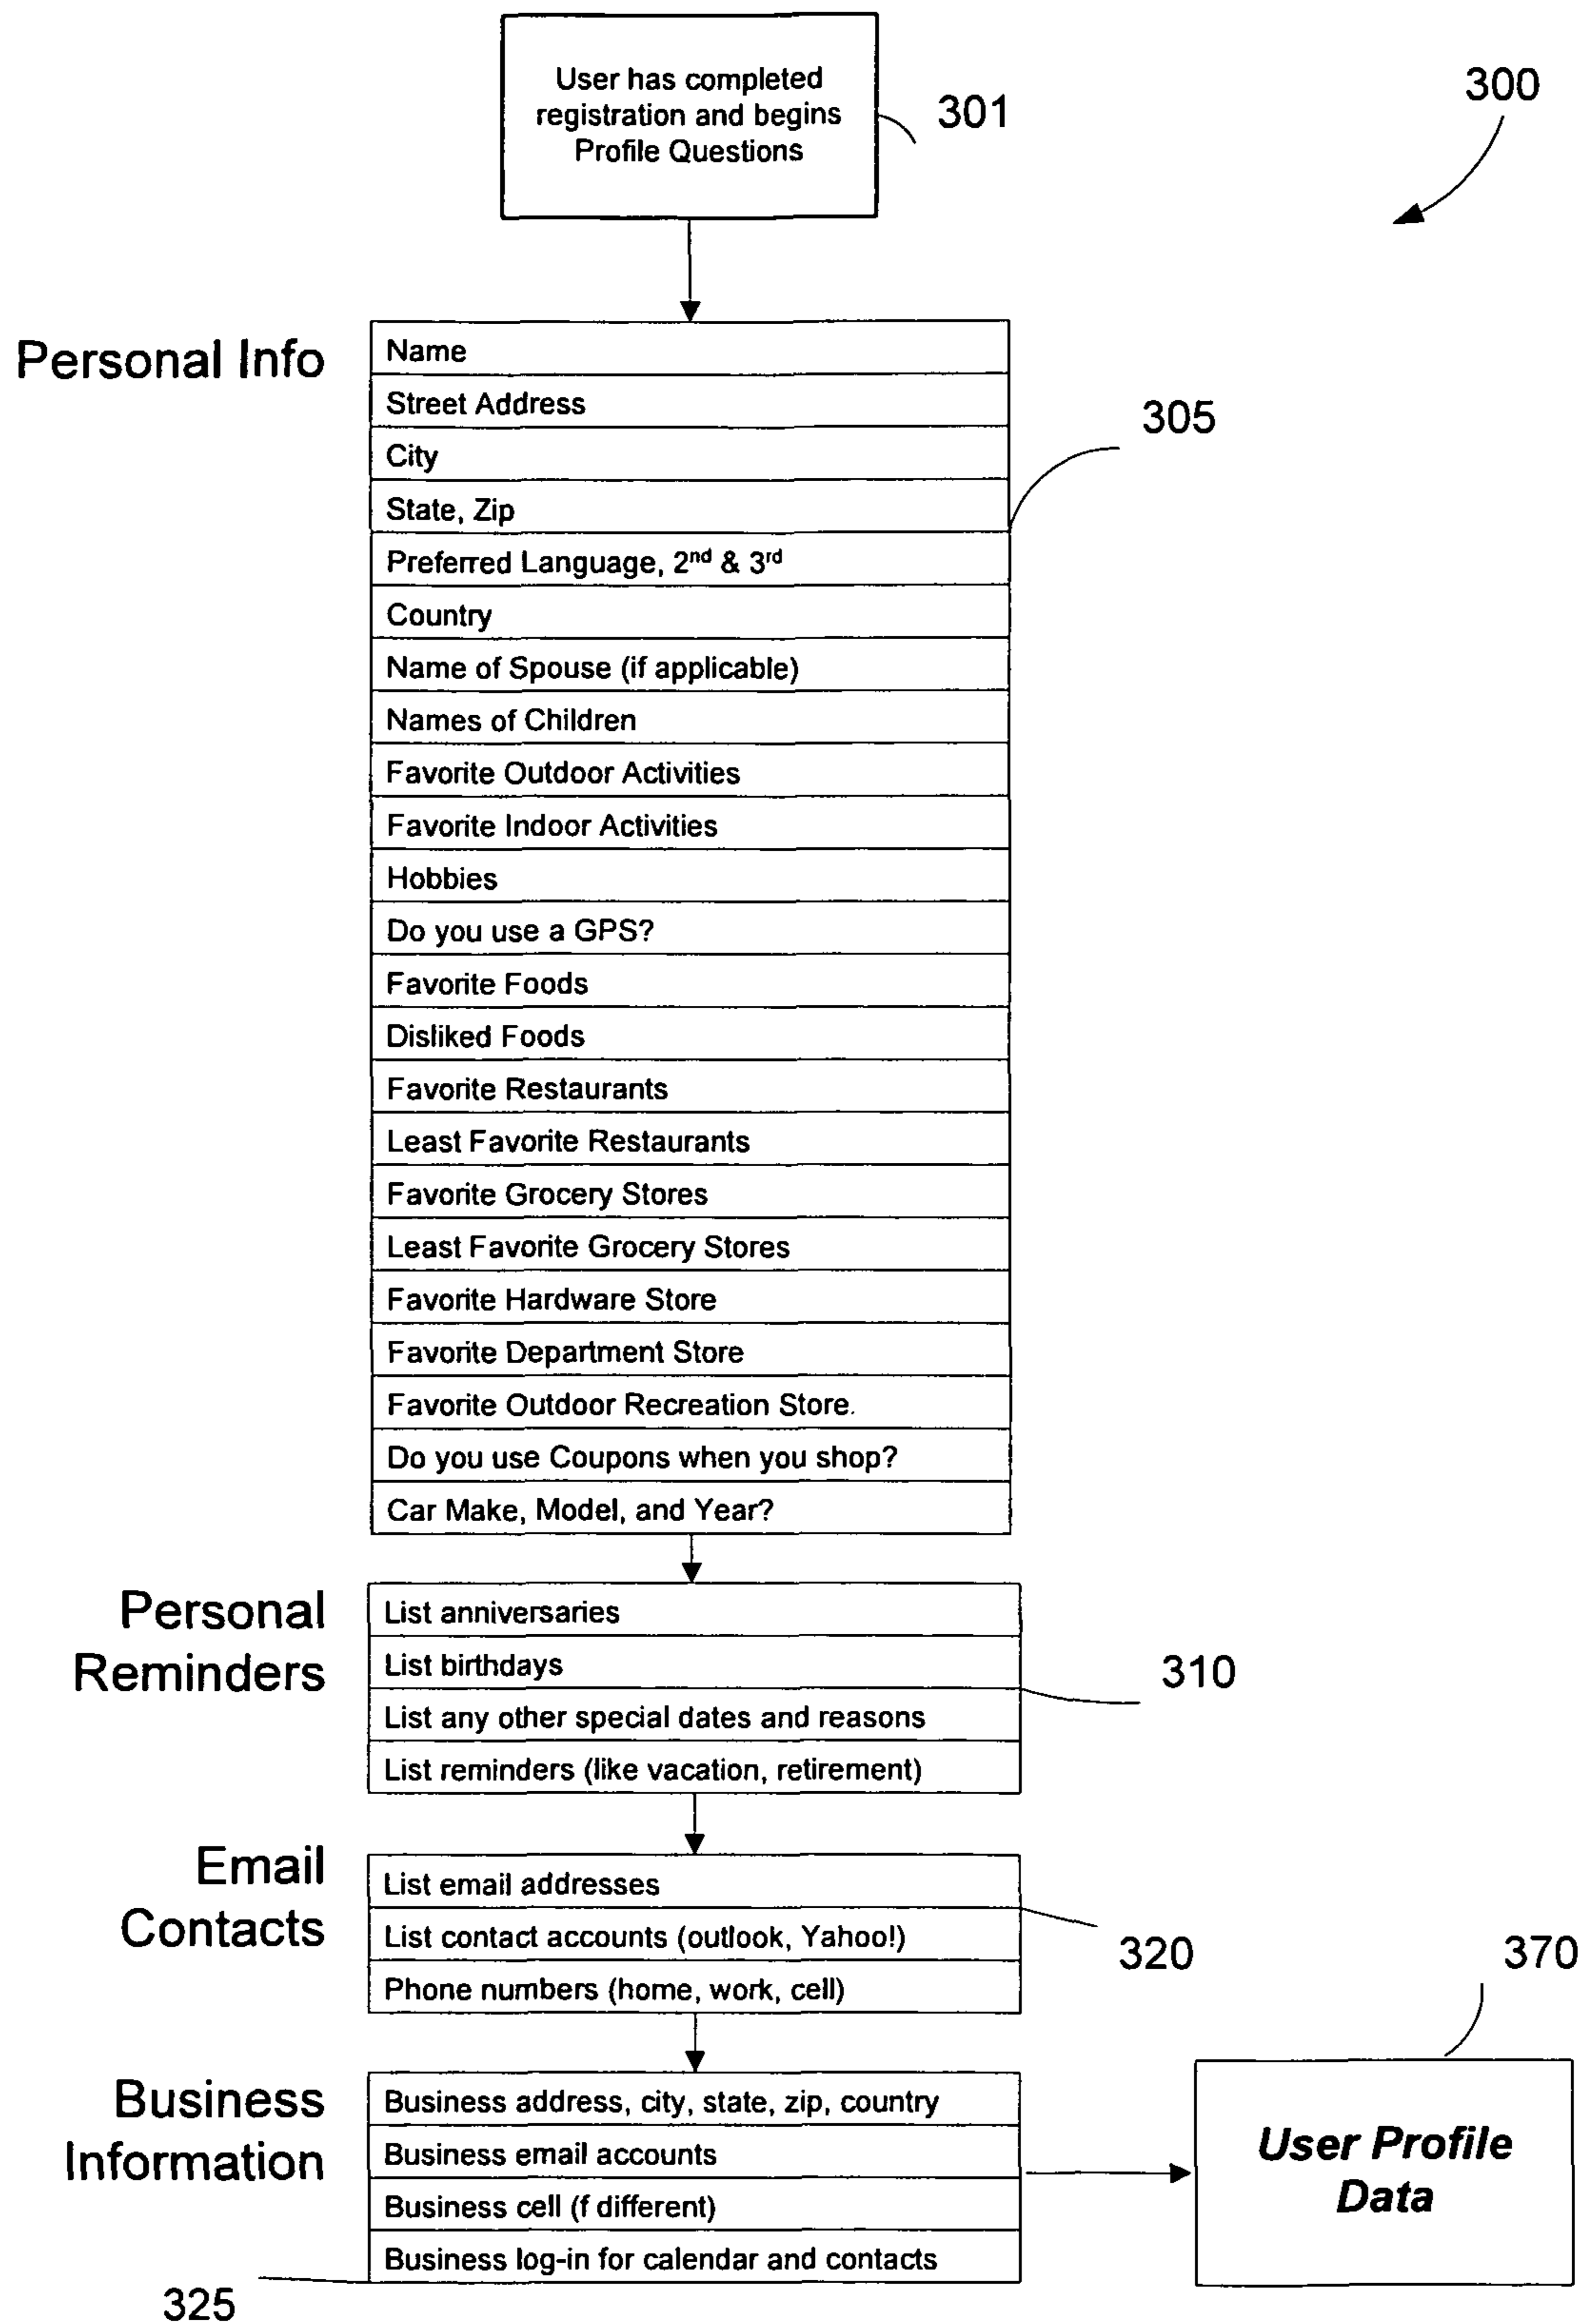 User has completed
registration and begins
Profile Questions
301
300
Personal Info
Name
Street Address
City
State, Zip
305
Preferred Language, 2nd & 3rd
Country
Name of Spouse (if applicable)
Names of Children
Favorite Outdoor Activities
Favorite Indoor Activities
Hobbies
Do you use a GPS?
Favorite Foods
Disliked Foods
Favorite Restaurants
Least Favorite Restaurants
Favorite Grocery Stores
Least Favorite Grocery Stores
Favorite Hardware Store
Favorite Department Store
Favorite Outdoor Recreation Store.
Do you use Coupons when you shop?
Car Make, Model, and Year?
Personal
Reminders
List anniversaries
List birthdays
List any other special dates and reasons
List reminders (like vacation, retirement)
310
Email
Contacts
List email addresses
List contact accounts (outlook, Yahoo!)
Phone numbers (home, work, cell)
320
370
Business
Information
Business address, city, state, zip, country
Business email accounts
Business cell (f different)
Business log-in for calendar and contacts
325
User Profile
Data